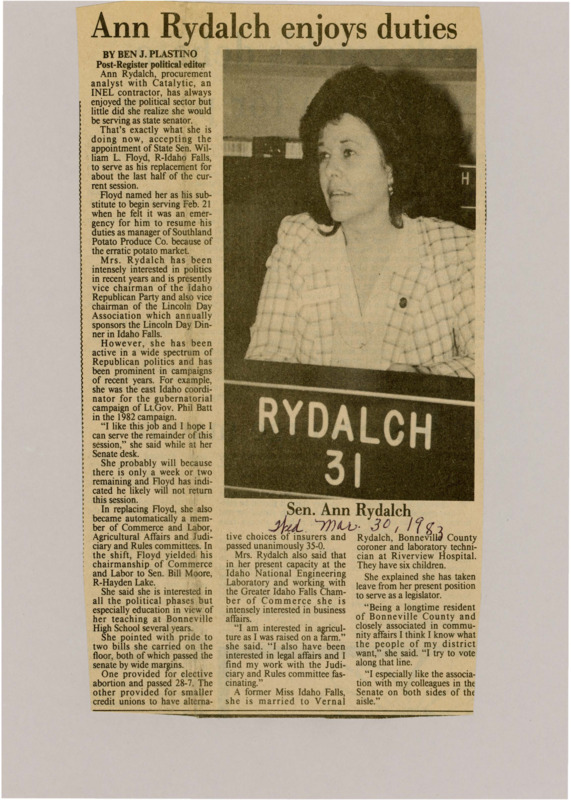 Ann Rydalch enjoys duties
BY BEN J. PLASTINO
Post-Register political editor
Ann Rydalch, procurement
analyst with Catalytic, an
INEL contractor, has always
enjoyed the political sector but
little did she realize she would
be serving as state senator.
That's exactly what she is
doing now, accepting the
appointment of State Sen. Wil-
liam L. Floyd, R-Idaho Falls,
to serve as his replacement for
about the last half of the cur-
rent session.
Floyd named her as his sub-
stitute to begin serving Feb. 21
when he felt it was an emer-
gency for him to resume his
duties as manager of Southland
Potato Produce Co. because of
the erratic potato market.
Mrs. Rydalch has been
intensely interested in politics
in recent years and is presently
vice chairman of the Idaho
Republican Party and also vice
chairman of the Lincoln Day
Association which annually
sponsors the Lincoln Day Din-
ner in Idaho Falls.
However, she has been
active in a wide spectrum of
Republican politics and has
been prominent in campaigns
of recent years. For example,
she was the east Idaho coordi-
nator for the gubernatorial
campaign of Lt.Gov. Phil Batt
in the 1982 campaign.
"I like this job and I hope I
can serve the remainder of this
session," she said while at her
Senate desk.
She probably will because
there is only a week or two
remaining and Floyd has indi-
cated he likely will not return
this session.
In replacing Floyd, she also
became automatically a mem-
ber of Commerce and Labor,
Agricultural Affairs and Judi-
ciary and Rules committees. In
the shift, Floyd yielded his
chairmanship of Commerce
and Labor to Sen. Bill Moore,
R-Hayden Lake.
She said she is interested in
all the political phases but
especially education in view of
her teaching at Bonneville
High School several years.
She pointed with pride to
two bills she carried on the
floor, both of which passed the
senate by wide margins.
One provided for elective
abortion and passed 28-7. The
other provided for smaller
credit unions to have alterna-
H
RYDALCH
31
Sen. Ann Rydalch
Wed Mar. 30, 1983
tive choices of insurers and
passed unanimously 35-0.
Mrs. Rydalch also said that
in her present capacity at the
Idaho National Engineering
Laboratory and working with
the Greater Idaho Falls Cham-
ber of Commerce she is
intensely interested in business
affairs.
"I am interested in agricul-
ture as I was raised on a farm."
she said. "I also have been
interested in legal affairs and I
find my work with the Judi-
ciary and Rules committee fas-
cinating."
A former Miss Idaho Falls,
she is married to Vernal
Rydalch, Bonneville County
coroner and laboratory techni-
cian at Riverview Hospital.
They have six children.
She explained she has taken
leave from her present position
to serve as a legislator.
"Being a longtime resident
of Bonneville County and
closely associated in commu-
nity affairs I think I know what
the people of my district
want," she said. "I try to vote
along that line.
"I especially like the associa-
tion with my colleagues in the
Senate on both sides of the
aisle."